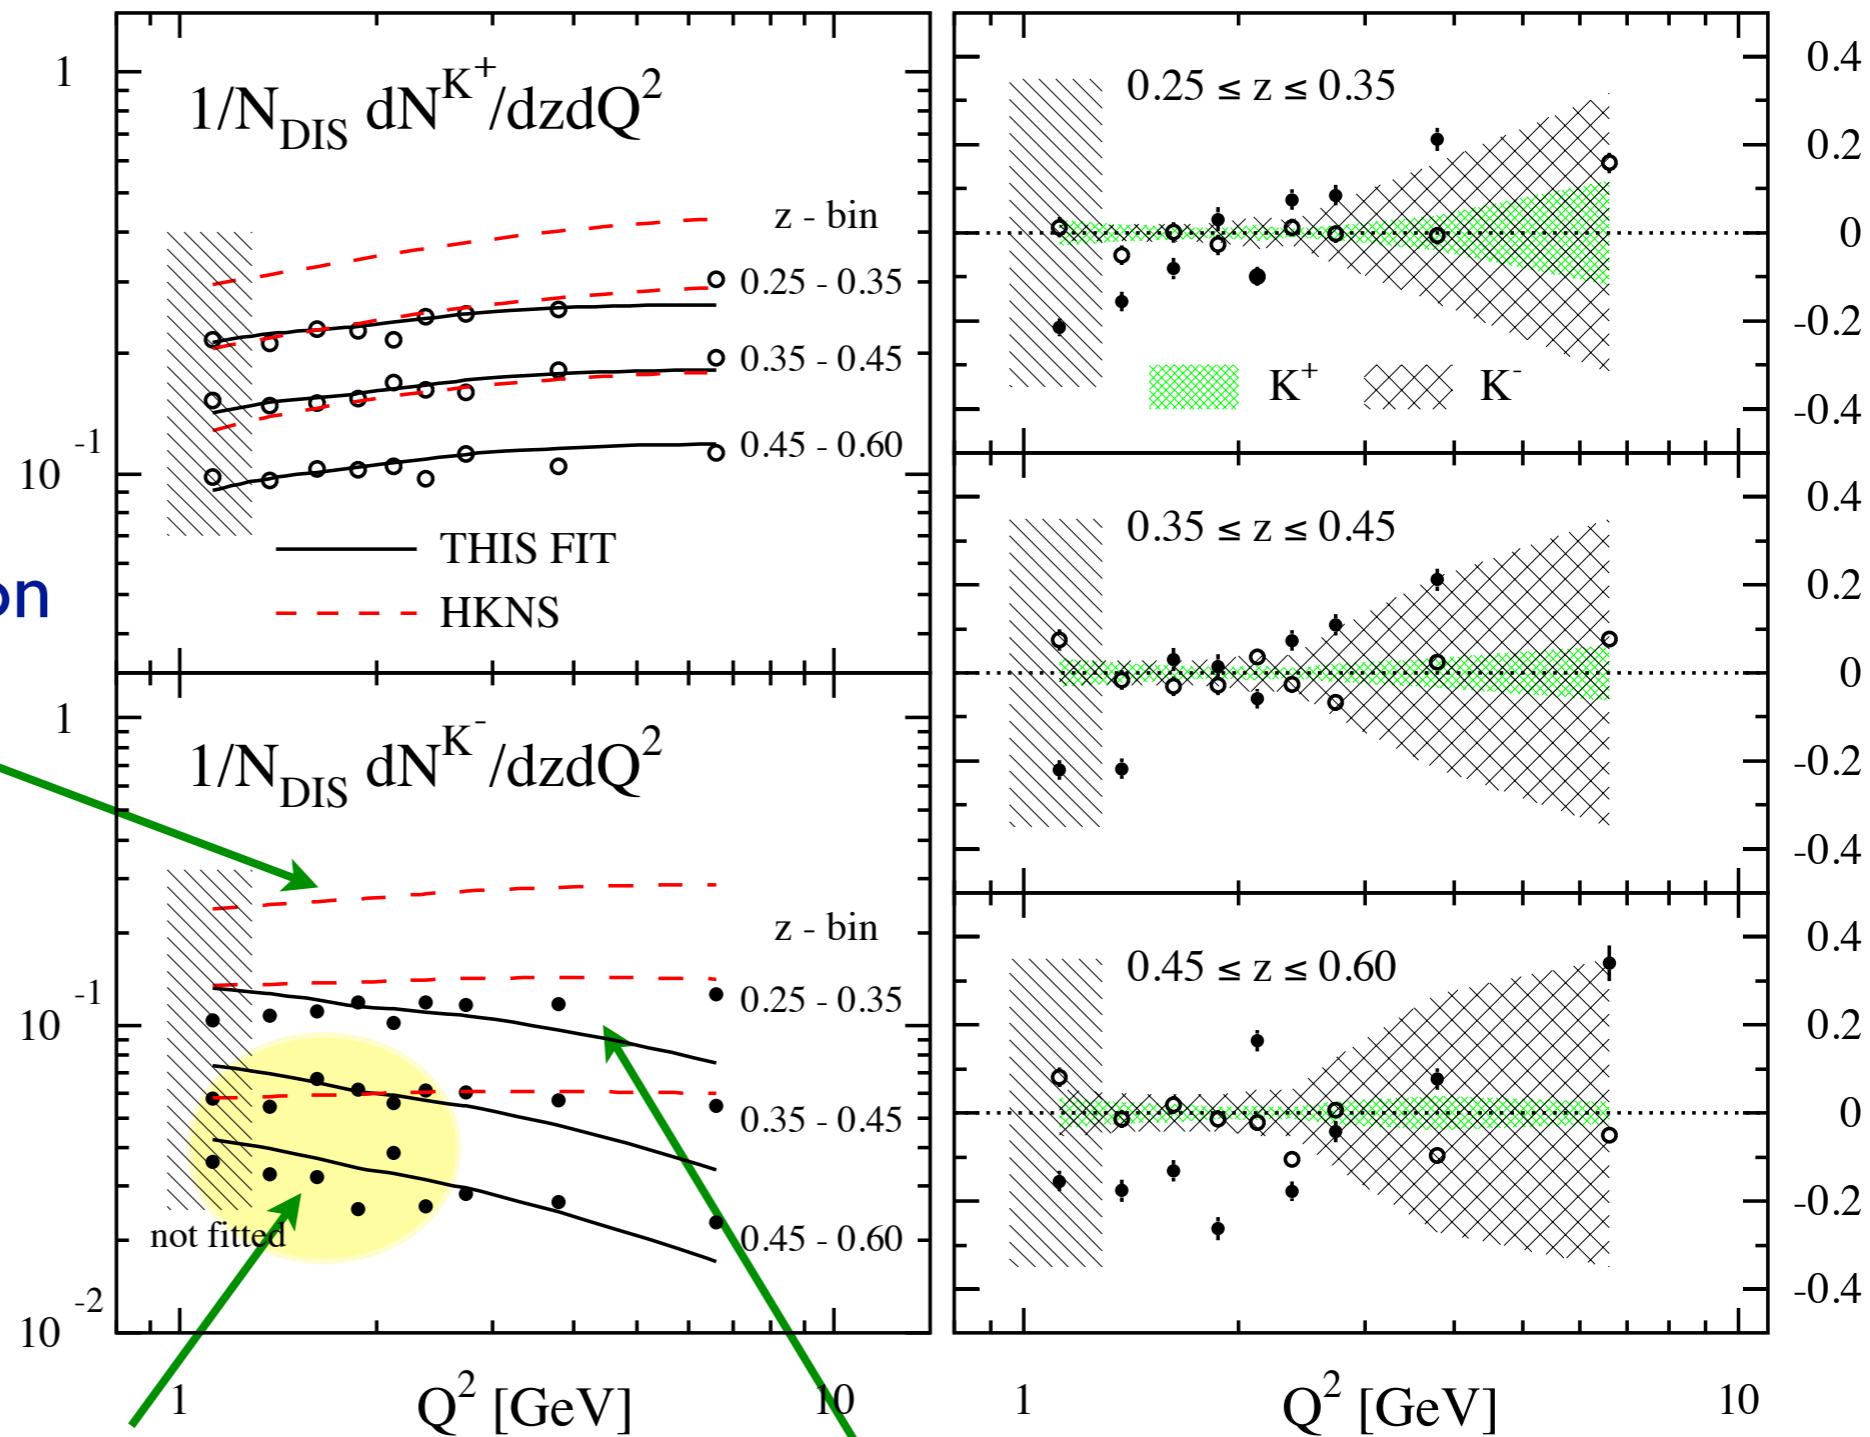 1
1/N_DIS dN^K+/dzdQ^2
z - bin
0.25 - 0.35
0.35 - 0.45
0.45 - 0.60
10^-1
THIS FIT
HKNS
on
1
1/N_DIS dN^K-/dzdQ^2
z - bin
0.25 - 0.35
10^-1
0.35 - 0.45
not fitted
0.45 - 0.60
10^-2
1
10
Q^2 [GeV]
0.25 ≤ z ≤ 0.35
K^+
K^-
0.4
0.2
0
-0.2
-0.4
0.35 ≤ z ≤ 0.45
0.4
0.2
0
-0.2
-0.4
0.45 ≤ z ≤ 0.60
0.4
0.2
0
-0.2
-0.4
1
10
Q^2 [GeV]